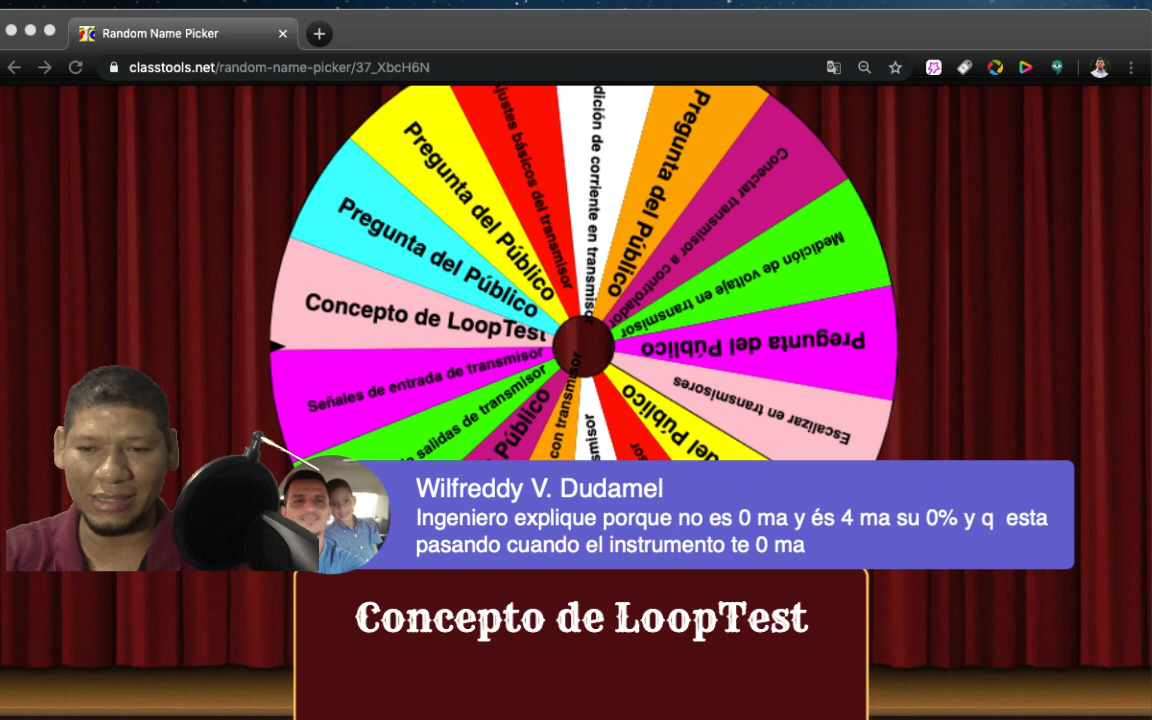 Random Name Picker
classtools.net/random-name-picker/37_XbcH6N
Pregunta del Público
Pregunta del Público
Concepto de LoopTest
Señales de entrada de transmisor
salidas de transmisor
Público
con transmisor
misor
del Público
Escalizar en transmisores
Pregunta del Público
Medición de voltaje en transmisor
Conectar transmisor a controlador
Pregunta del Público
dición de corriente en transmisor
justes básicos del transmisor
Wilfreddy V. Dudamel
Ingeniero explique porque no es 0 ma y és 4 ma su 0% y q esta
pasando cuando el instrumento te 0 ma
Concepto de LoopTest